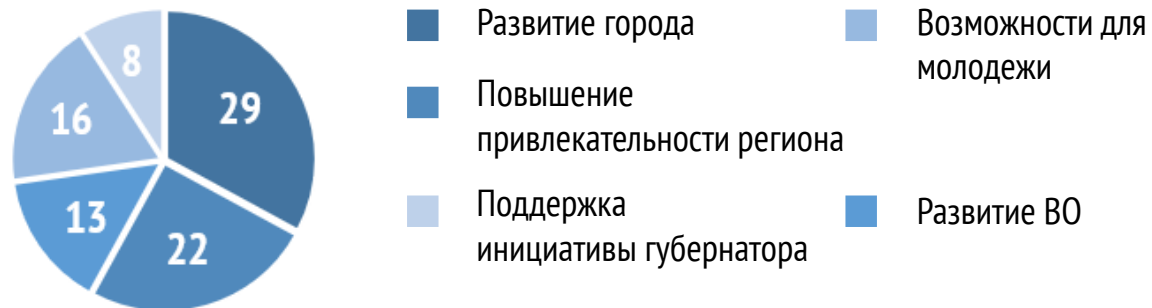 8
29
16
13
22
Развитие города
Повышение
привлекательности региона
Поддержка
инициативы губернатора
Возможности для
молодежи
Развитие ВО